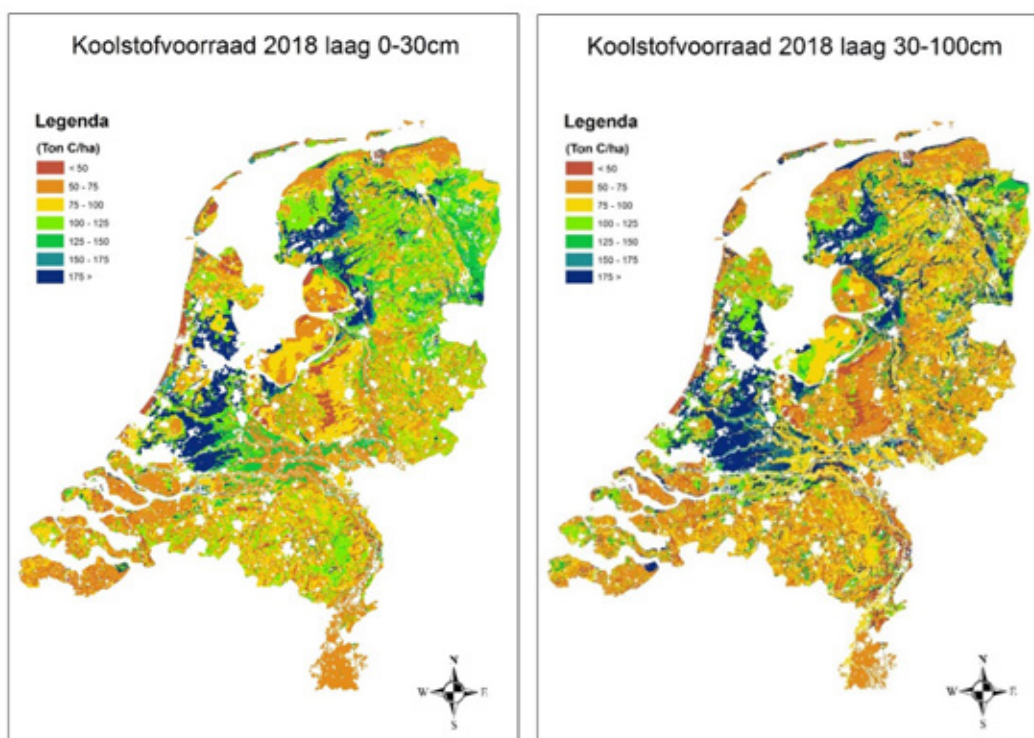 Koolstofvoorraad 2018 laag 0-30cm
Legenda
(Ton C/ha)
< 50
50 - 75
75 - 100
100 - 125
125 - 150
150 - 175
175 >
N
W E
S
Koolstofvoorraad 2018 laag 30-100cm
Legenda
(Ton C/ha)
< 50
50 - 75
75 - 100
100 - 125
125 - 150
150 - 175
175 >
N
W E
S